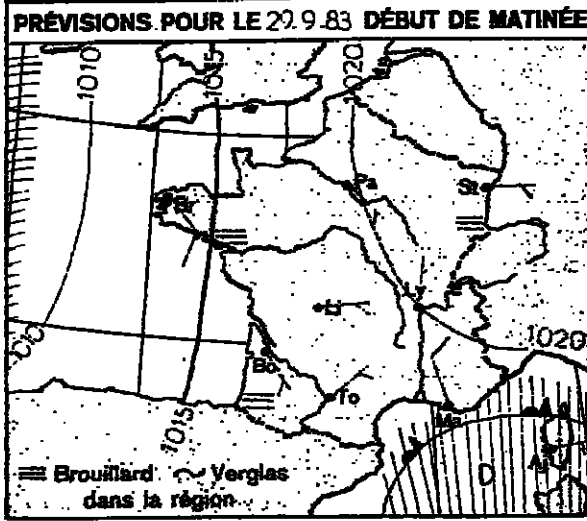 PRÉVISIONS POUR LE 29.9.83 DÉBUT DE MATINÉE
1010
1015
1020
Pa
St
Br
Ly
Li
1020
Bo
To
Ma
1015
D
Brouillard Verglas
dans la région